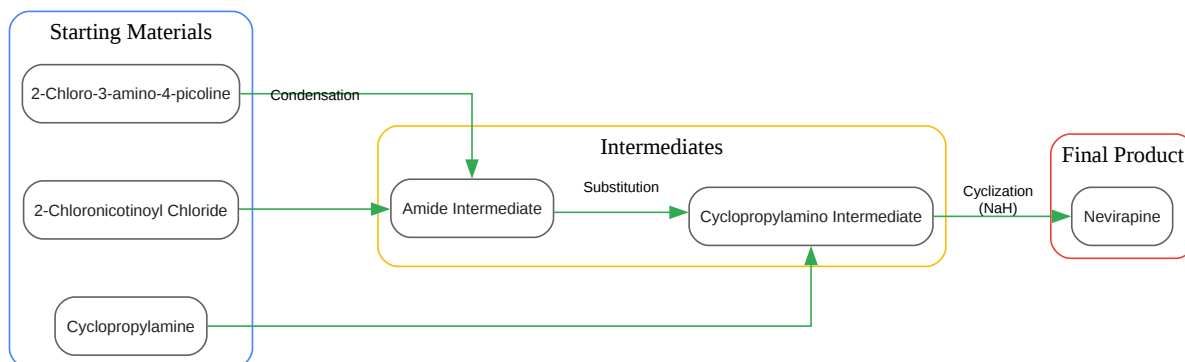 Starting Materials
2-Chloro-3-amino-4-picoline
Condensation
2-Chloronicotinoyl Chloride
Cyclopropylamine
Intermediates
Amide Intermediate
Substitution
Cyclopropylamino Intermediate
Cyclization
(NaH)
Final Product
Nevirapine